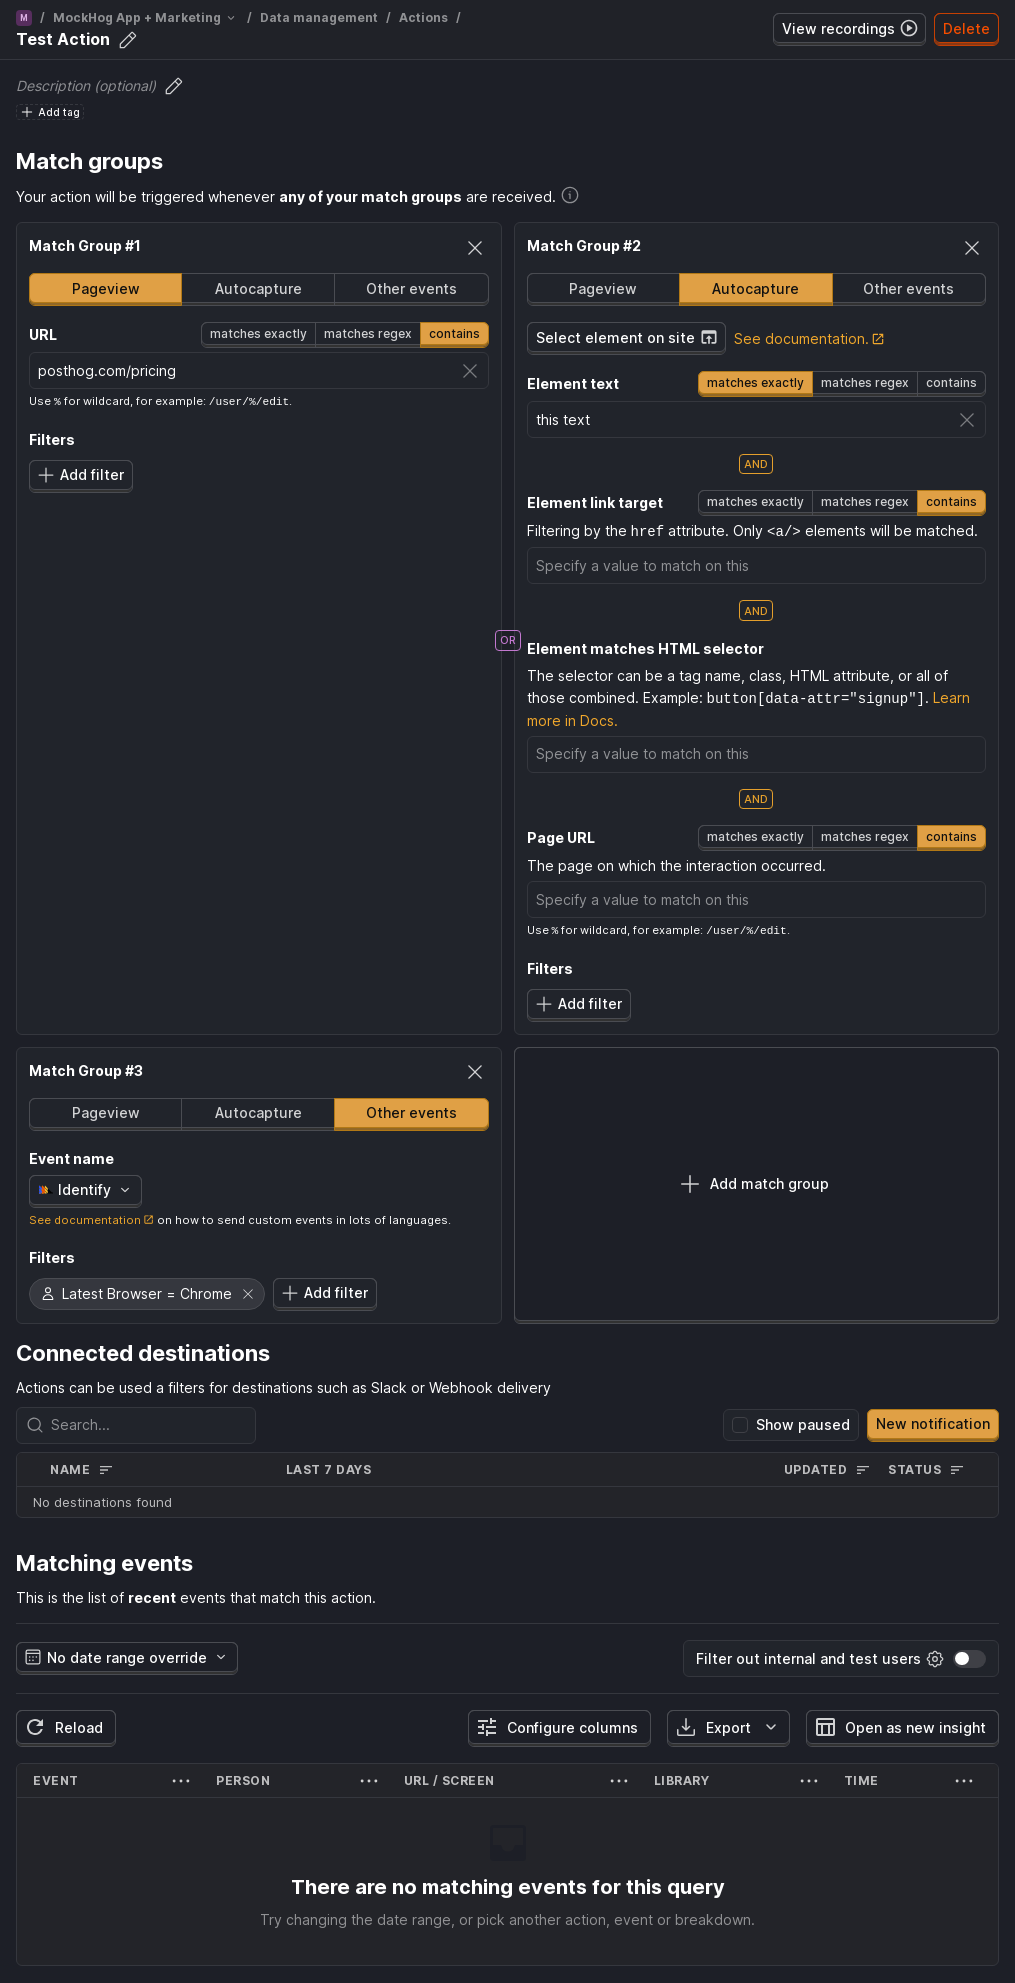 M / MockHog App + Marketing / Data management / Actions /
Test Action
View recordings
Delete
Description (optional)
Add tag
Match groups
Your action will be triggered whenever any of your match groups are received.
Match Group #1
Pageview Autocapture Other events
URL matches exactly matches regex contains
posthog.com/pricing
Use % for wildcard, for example: /user/%/edit.
Filters
Add filter
OR
Match Group #2
Pageview Autocapture Other events
Select element on site See documentation.
Element text matches exactly matches regex contains
this text
AND
Element link target matches exactly matches regex contains
Filtering by the href attribute. Only <a/> elements will be matched.
Specify a value to match on this
AND
Element matches HTML selector
The selector can be a tag name, class, HTML attribute, or all of
those combined. Example: button[data-attr="signup"]. Learn
more in Docs.
Specify a value to match on this
AND
Page URL matches exactly matches regex contains
The page on which the interaction occurred.
Specify a value to match on this
Use % for wildcard, for example: /user/%/edit.
Filters
Add filter
Match Group #3
Pageview Autocapture Other events
Event name
Identify
See documentation on how to send custom events in lots of languages.
Filters
Latest Browser = Chrome Add filter
Add match group
Connected destinations
Actions can be used a filters for destinations such as Slack or Webhook delivery
Search... Show paused New notification
NAME LAST 7 DAYS UPDATED STATUS
No destinations found
Matching events
This is the list of recent events that match this action.
No date range override Filter out internal and test users
Reload Configure columns Export Open as new insight
EVENT PERSON URL / SCREEN LIBRARY TIME
There are no matching events for this query
Try changing the date range, or pick another action, event or breakdown.